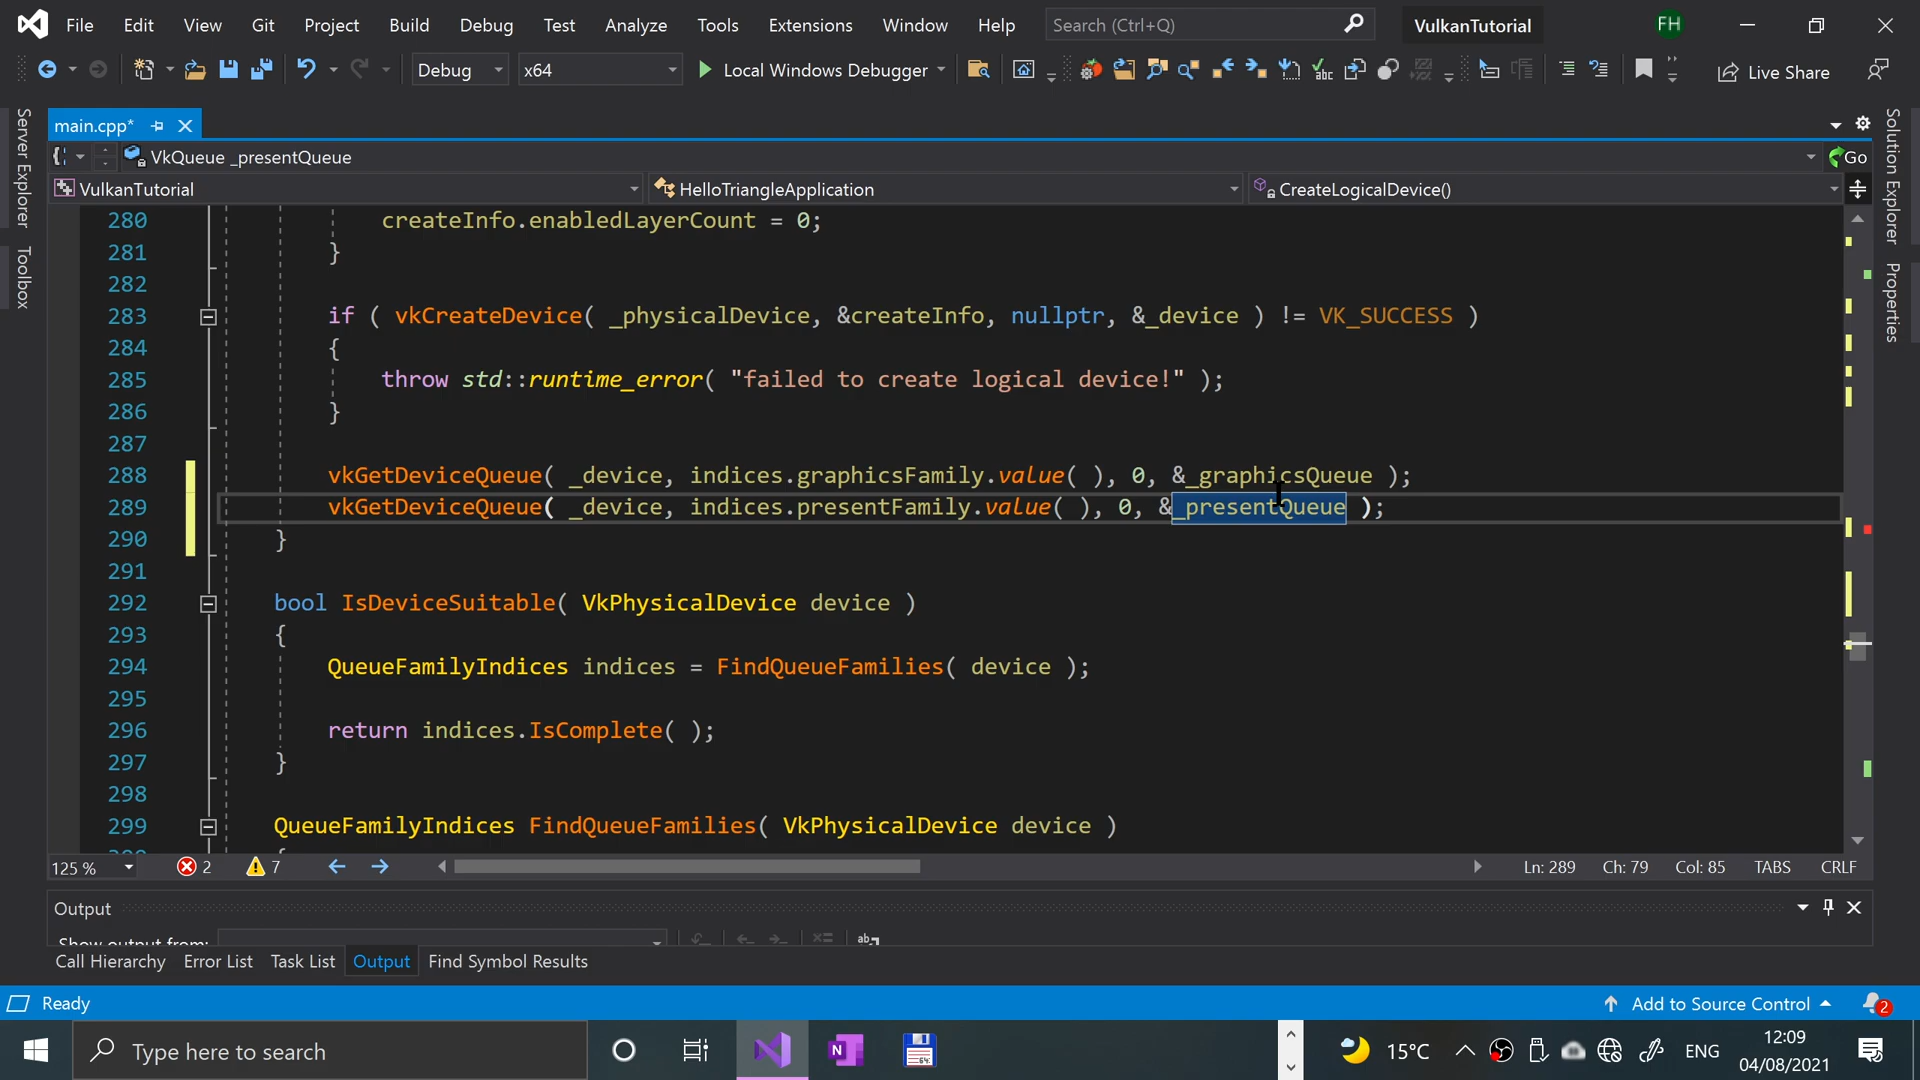 File Edit View Git Project Build Debug Test Analyze Tools Extensions Window Help Search (Ctrl+Q) VulkanTutorial FH
Debug x64 Local Windows Debugger Live Share
main.cpp*
VkQueue _presentQueue Go
VulkanTutorial HelloTriangleApplication CreateLogicalDevice()
Server Explorer
Toolbox
Solution Explorer
Properties
280 createInfo.enabledLayerCount = 0;
281 }
282
283 if ( vkCreateDevice( _physicalDevice, &createInfo, nullptr, &_device ) != VK_SUCCESS )
284 {
285 throw std::runtime_error( "failed to create logical device!" );
286 }
287
288 vkGetDeviceQueue( _device, indices.graphicsFamily.value( ), 0, &_graphicsQueue );
289 vkGetDeviceQueue( _device, indices.presentFamily.value( ), 0, &_presentQueue );
290 }
291
292 bool IsDeviceSuitable( VkPhysicalDevice device )
293 {
294 QueueFamilyIndices indices = FindQueueFamilies( device );
295
296 return indices.IsComplete( );
297 }
298
299 QueueFamilyIndices FindQueueFamilies( VkPhysicalDevice device )
125 % 2 7 Ln: 289 Ch: 79 Col: 85 TABS CRLF
Output
Show output from:
Call Hierarchy Error List Task List Output Find Symbol Results
Ready Add to Source Control 2
Type here to search 15°C ENG 12:09
04/08/2021